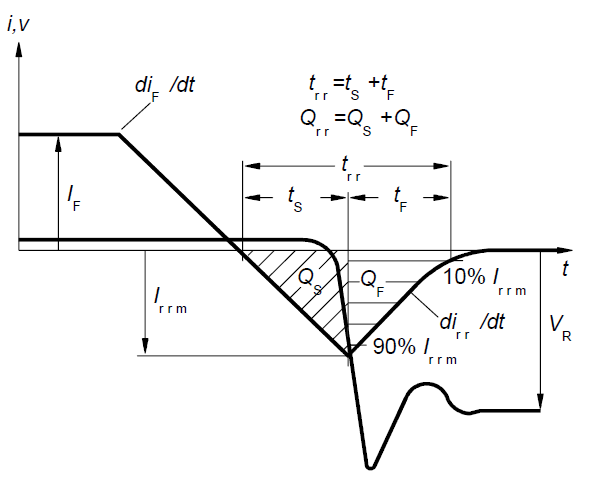 i,v
di_F /dt
t_rr =t_S +t_F
Q_rr =Q_S +Q_F
t_rr
t_S
t_F
I_F
Q_S
Q_F
10% I_rrm
t
I_rrm
di_rr /dt
V_R
90% I_rrm